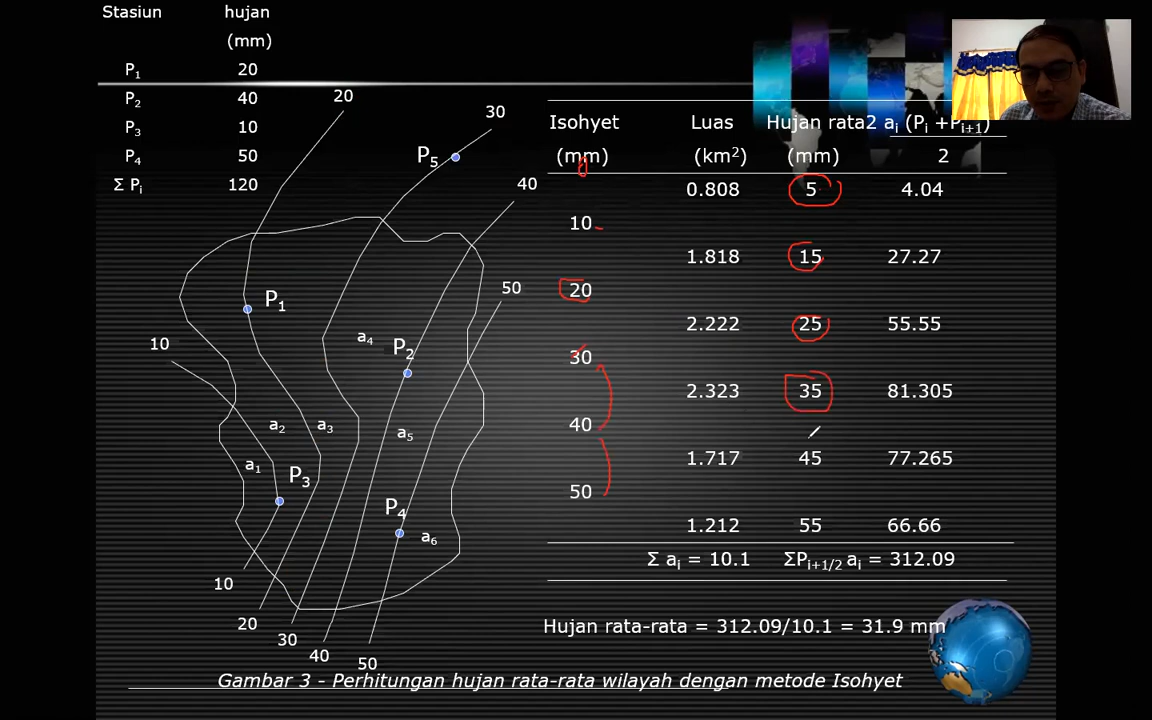 Stasiun hujan
(mm)
P1 20
P2 40
P3 10
P4 50
Σ Pi 120
20
30
40
50
P5
P1
P2
P3
P4
a4
a2
a3
a5
a1
a6
10
10
20
30
40
50
Isohyet Luas Hujan rata2 ai (Pi +Pi+1)
(mm) (km2) (mm) 2
0
0.808 5 4.04
10
1.818 15 27.27
20
2.222 25 55.55
30
2.323 35 81.305
40
1.717 45 77.265
50
1.212 55 66.66
Σ ai = 10.1 ΣPi+1/2 ai = 312.09
Hujan rata-rata = 312.09/10.1 = 31.9 mm
Gambar 3 - Perhitungan hujan rata-rata wilayah dengan metode Isohyet